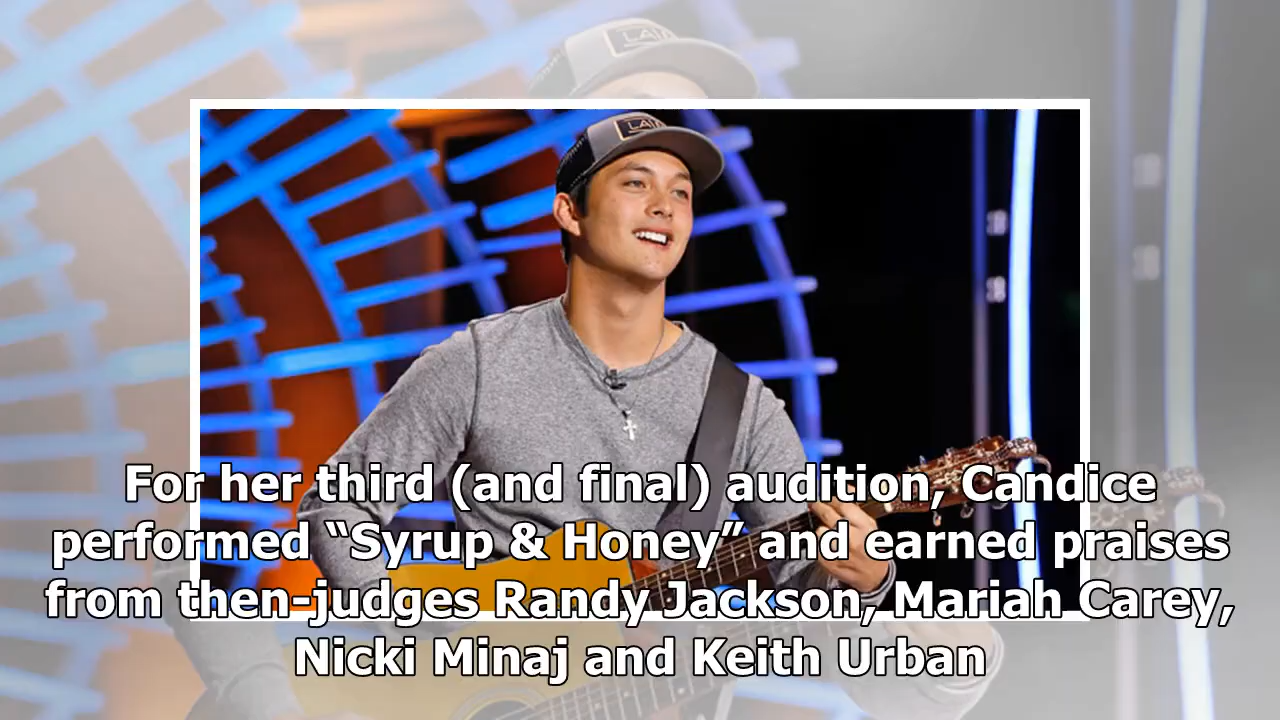 For her third (and final) audition, Candice
performed “Syrup & Honey” and earned praises
from then-judges Randy Jackson, Mariah Carey,
Nicki Minaj and Keith Urban